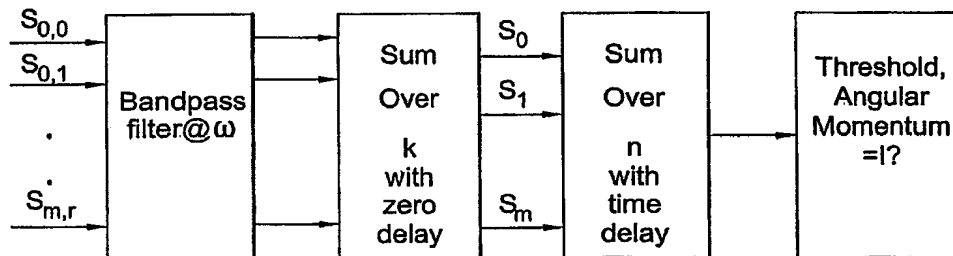 S0,0
S0,1
.
.
.
Sm,r
Bandpass
filter@ω
Sum
Over
k
with
zero
delay
S0
S1
Sm
Sum
Over
n
with
time
delay
Threshold,
Angular
Momentum
=l?